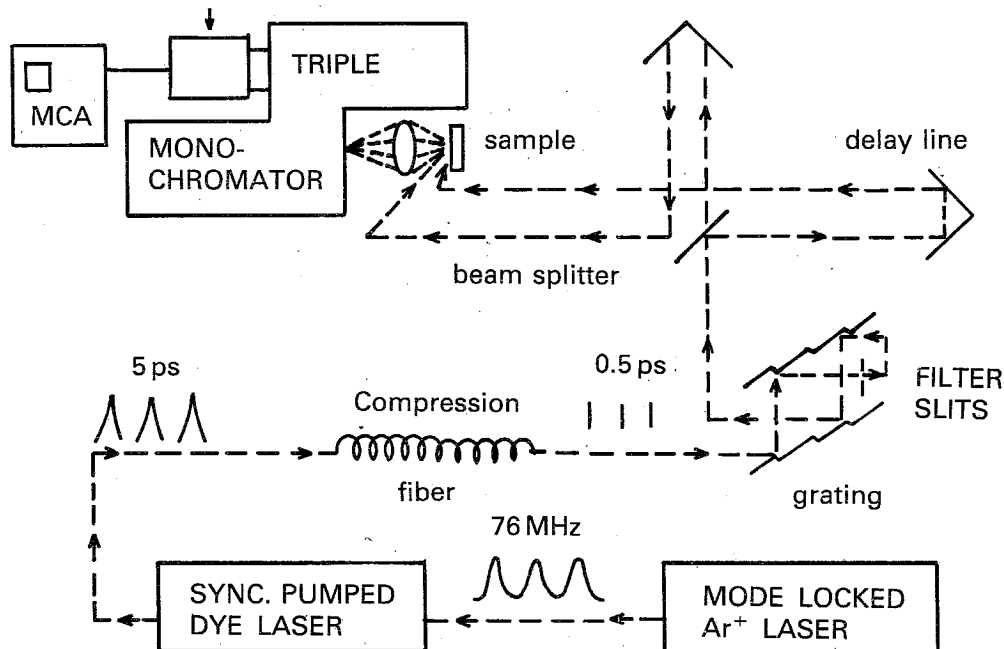 TRIPLE
MCA
MONO-
CHROMATOR
sample
delay line
beam splitter
5 ps
0.5 ps
Compression
fiber
FILTER
SLITS
grating
76 MHz
SYNC. PUMPED
DYE LASER
MODE LOCKED
Ar⁺ LASER